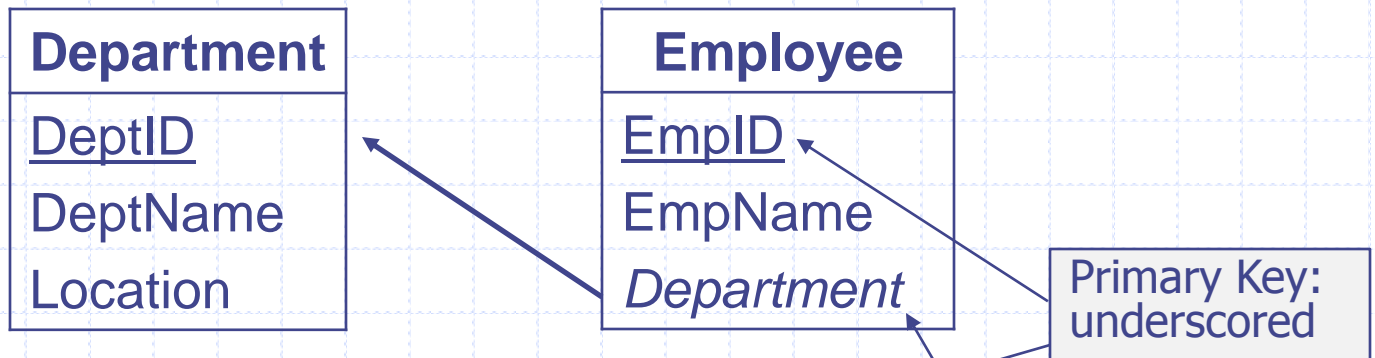 Department
DeptID
DeptName
Location
Employee
EmpID
EmpName
Department
Primary Key:
underscored